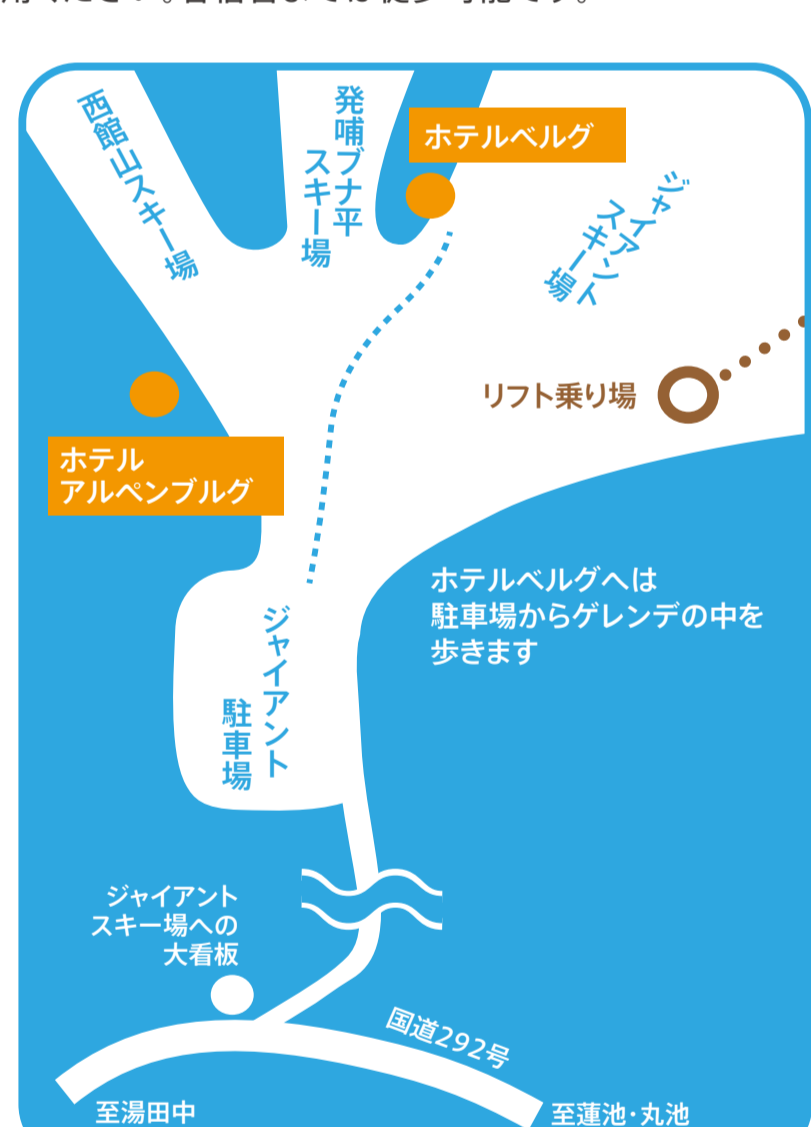 西館山スキー場
発哺ブナ平
スキー場
ホテルベルグ
ジャイアント
スキー場
リフト乗り場
ホテル
アルペンブルグ
ホテルベルグへは
駐車場からゲレンデの中を
歩きます
ジャイアント
駐車場
ジャイアント
スキー場への
大看板
国道292号
至湯田中
至蓮池・丸池